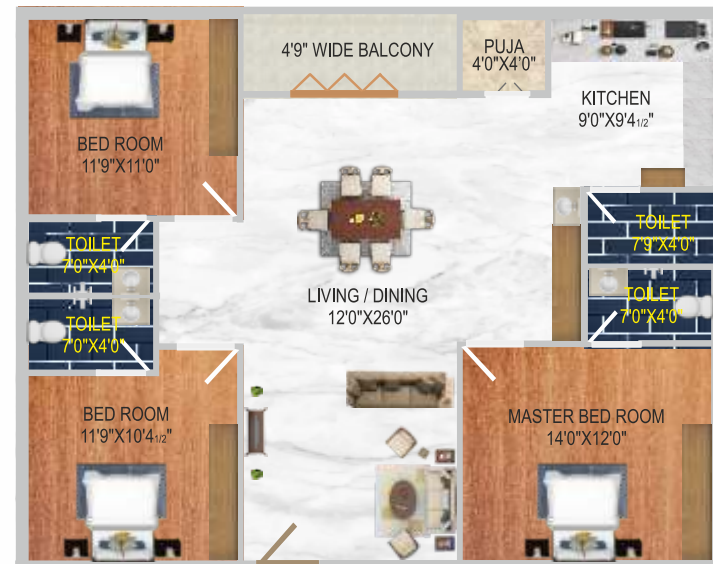 4'9" WIDE BALCONY
PUJA
4'0"X4'0"
KITCHEN
9'0"X9'4 1/2"
BED ROOM
11'9"X11'0"
TOILET
7'0"X4'0"
TOILET
7'9"X4'0"
LIVING / DINING
12'0"X26'0"
TOILET
7'0"X4'0"
TOILET
7'0"X4'0"
BED ROOM
11'9"X10'4 1/2"
MASTER BED ROOM
14'0"X12'0"